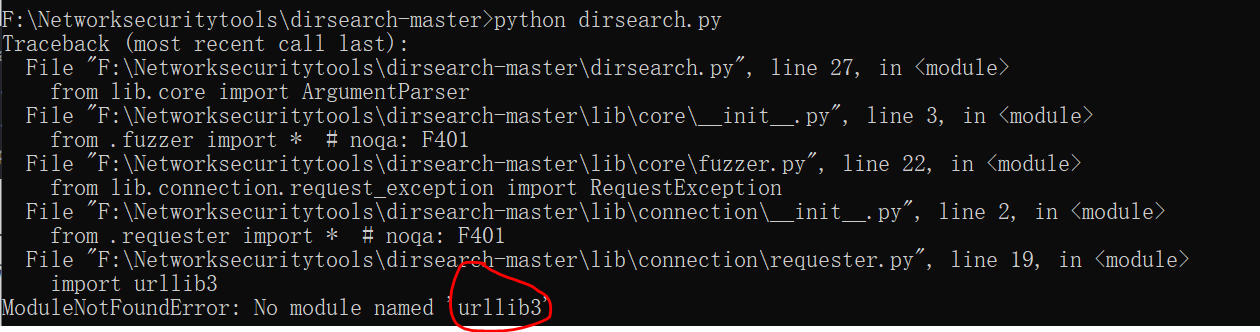 F:\Networksecuritytools\dirsearch-master>python dirsearch.py
Traceback (most recent call last):
  File "F:\Networksecuritytools\dirsearch-master\dirsearch.py", line 27, in <module>
    from lib.core import ArgumentParser
  File "F:\Networksecuritytools\dirsearch-master\lib\core\__init__.py", line 3, in <module>
    from .fuzzer import *  # noqa: F401
  File "F:\Networksecuritytools\dirsearch-master\lib\core\fuzzer.py", line 22, in <module>
    from lib.connection.request_exception import RequestException
  File "F:\Networksecuritytools\dirsearch-master\lib\connection\__init__.py", line 2, in <module>
    from .requester import *  # noqa: F401
  File "F:\Networksecuritytools\dirsearch-master\lib\connection\requester.py", line 19, in <module>
    import urllib3
ModuleNotFoundError: No module named 'urllib3'